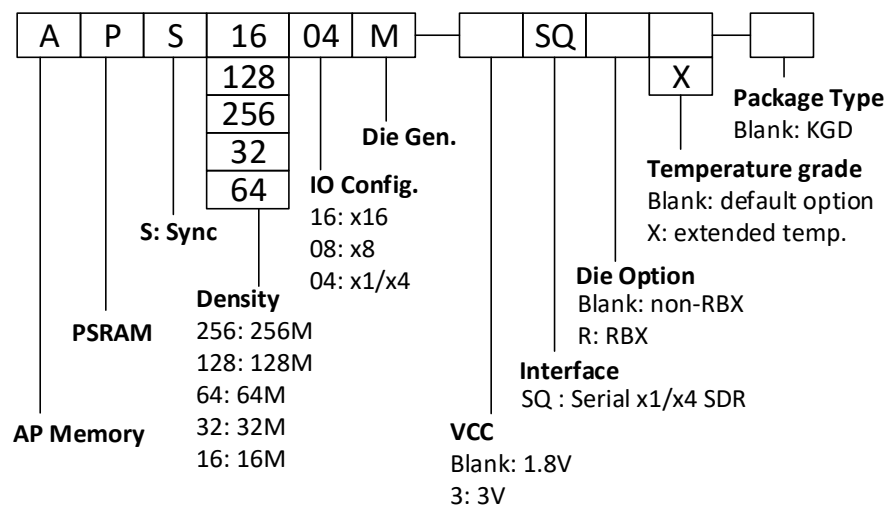 A P S 16 04 M SQ
128
256
32
64
X
Package Type
Blank: KGD
Die Gen.
Temperature grade
Blank: default option
X: extended temp.
IO Config.
16: x16
08: x8
04: x1/x4
S: Sync
Die Option
Blank: non-RBX
R: RBX
Density
256: 256M
128: 128M
64: 64M
32: 32M
16: 16M
PSRAM
Interface
SQ : Serial x1/x4 SDR
AP Memory
VCC
Blank: 1.8V
3: 3V